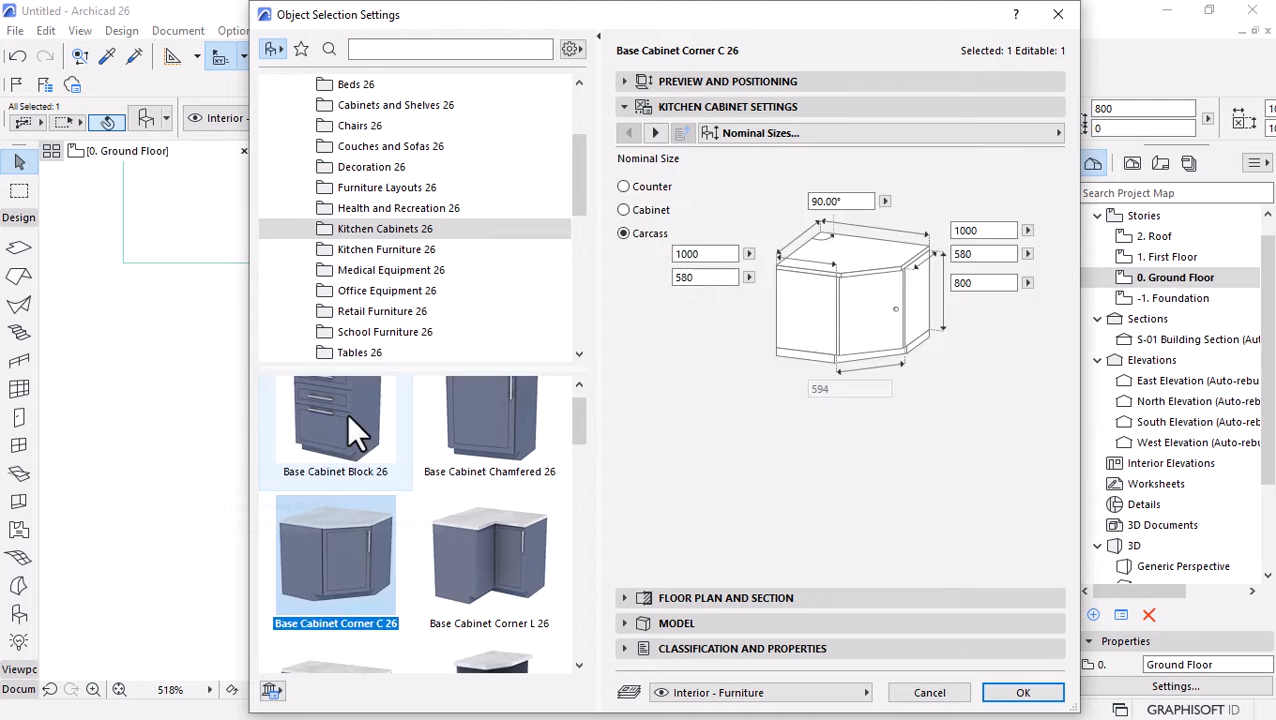 Untitled - Archicad 26
File Edit View Design Document Optio
All Selected: 1
Interior -
[0. Ground Floor]
Design
Viewpc
Docum
518%
Object Selection Settings
?
Beds 26
Cabinets and Shelves 26
Chairs 26
Couches and Sofas 26
Decoration 26
Furniture Layouts 26
Health and Recreation 26
Kitchen Cabinets 26
Kitchen Furniture 26
Medical Equipment 26
Office Equipment 26
Retail Furniture 26
School Furniture 26
Tables 26
Base Cabinet Block 26
Base Cabinet Chamfered 26
Base Cabinet Corner C 26
Base Cabinet Corner L 26
Base Cabinet Corner C 26
Selected: 1 Editable: 1
PREVIEW AND POSITIONING
KITCHEN CABINET SETTINGS
Nominal Sizes...
Nominal Size
Counter
Cabinet
Carcass
90.00°
1000
580
1000
580
800
594
FLOOR PLAN AND SECTION
MODEL
CLASSIFICATION AND PROPERTIES
Interior - Furniture
Cancel
OK
800
0
10
10
Search Project Map
Stories
2. Roof
1. First Floor
0. Ground Floor
-1. Foundation
Sections
S-01 Building Section (Auto
Elevations
East Elevation (Auto-rebu
North Elevation (Auto-reb
South Elevation (Auto-reb
West Elevation (Auto-rebu
Interior Elevations
Worksheets
Details
3D Documents
3D
Generic Perspective
Properties
0.
Ground Floor
Settings...
GRAPHISOFT ID